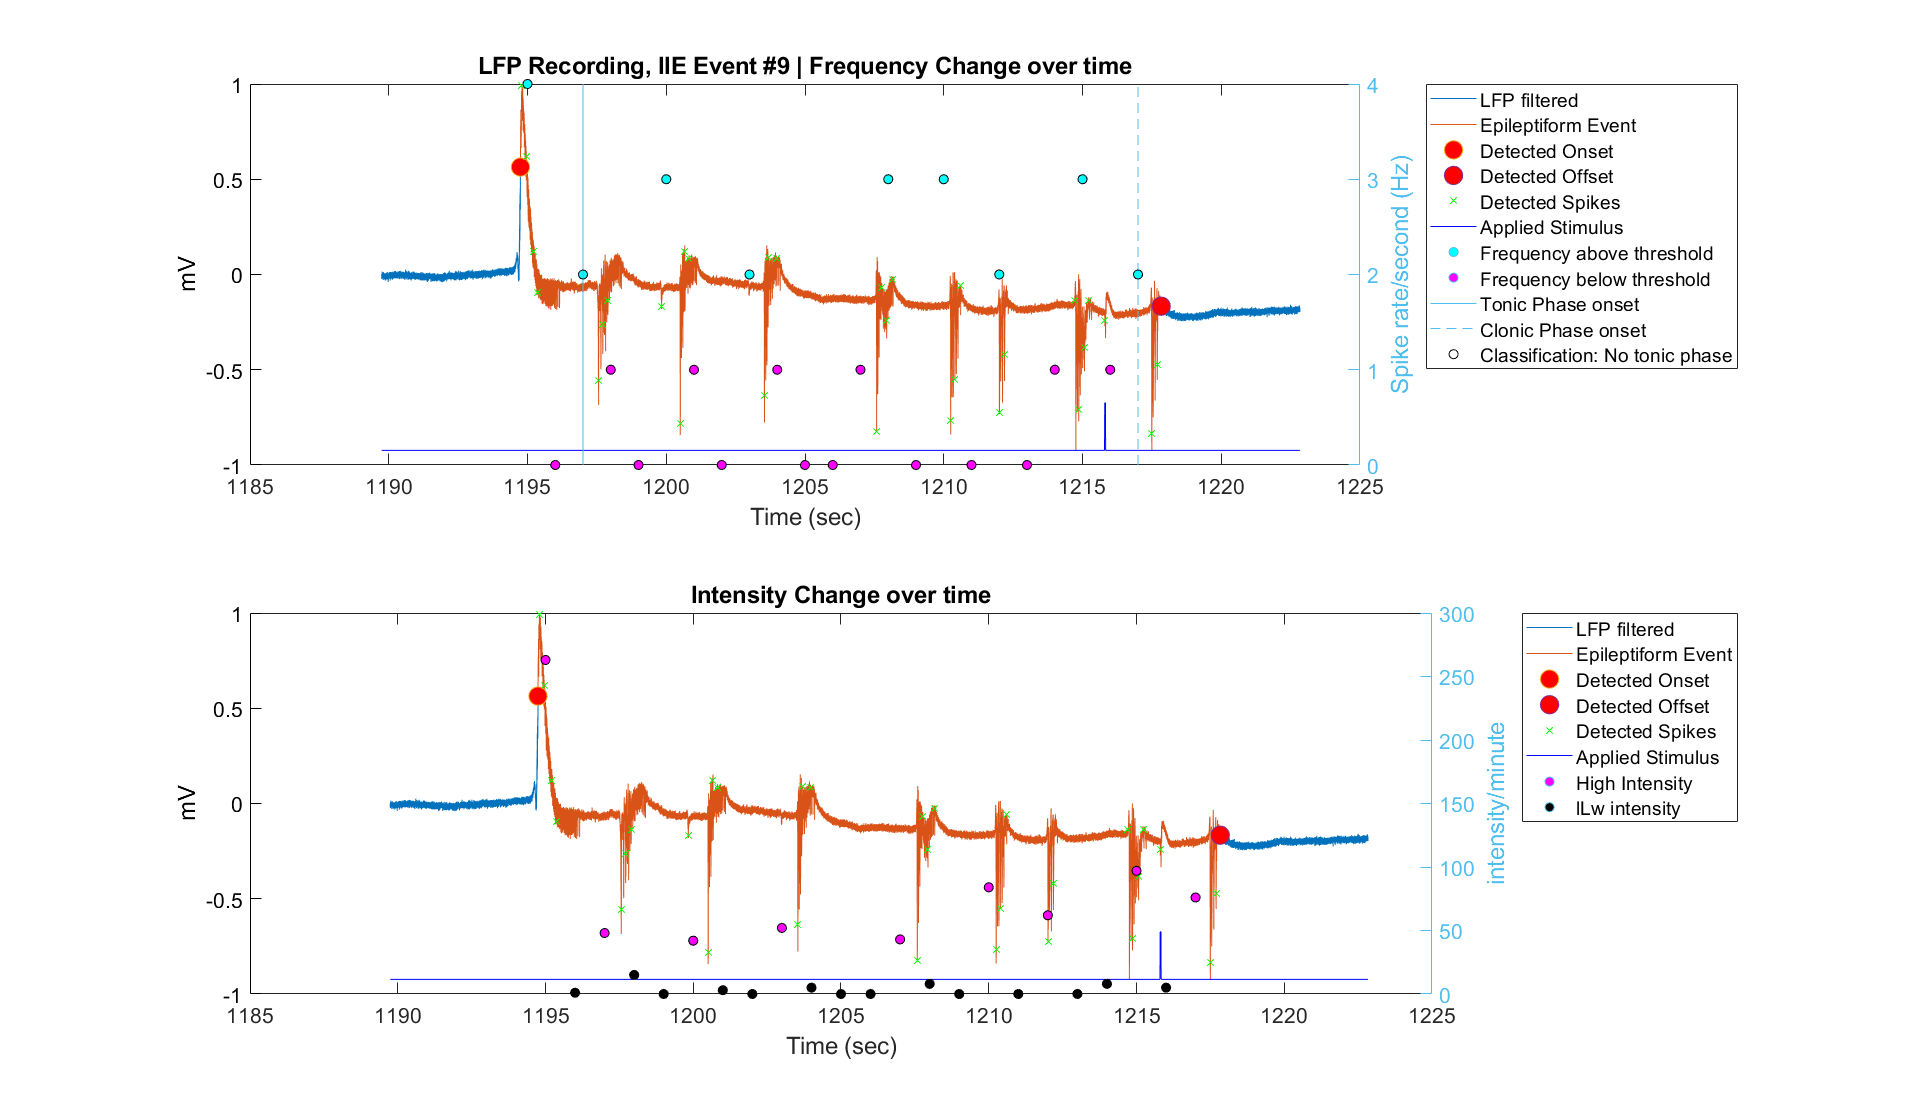 LFP Recording, IIE Event #9 | Frequency Change over time
mV
1
0.5
0
-0.5
-1
1185 1190 1195 1200 1205 1210 1215 1220 1225
Time (sec)
4
3
2
1
0
Spike rate/second (Hz)
LFP filtered
Epileptiform Event
Detected Onset
Detected Offset
Detected Spikes
Applied Stimulus
Frequency above threshold
Frequency below threshold
Tonic Phase onset
Clonic Phase onset
Classification: No tonic phase
Intensity Change over time
mV
1
0.5
0
-0.5
-1
1185 1190 1195 1200 1205 1210 1215 1220 1225
Time (sec)
300
250
200
150
100
50
0
intensity/minute
LFP filtered
Epileptiform Event
Detected Onset
Detected Offset
Detected Spikes
Applied Stimulus
High Intensity
ILw intensity